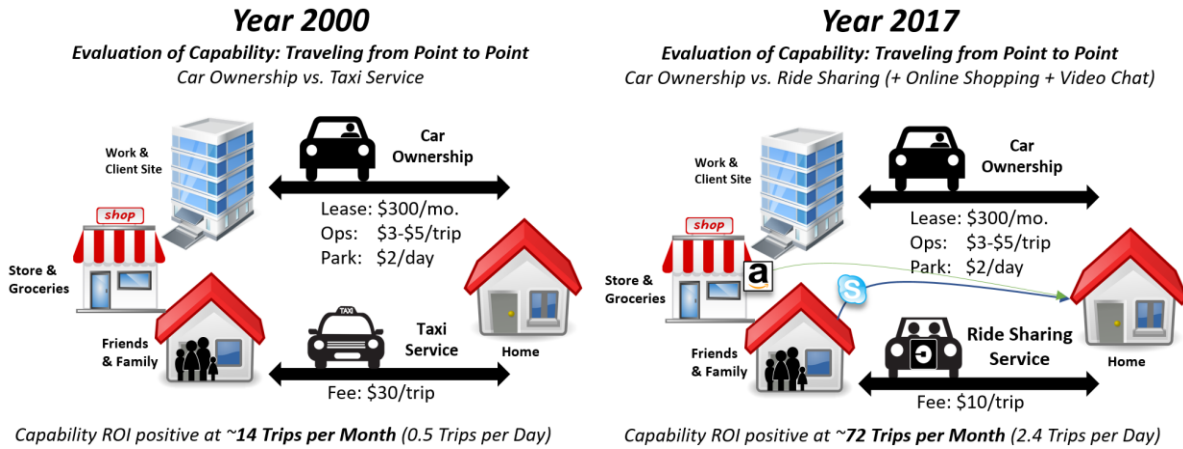 Year 2000
Evaluation of Capability: Traveling from Point to Point
Car Ownership vs. Taxi Service
Work &
Client Site
Car
Ownership
Lease: $300/mo.
Ops: $3-$5/trip
Park: $2/day
shop
Store &
Groceries
Friends
& Family
TAXI
Taxi
Service
Home
Fee: $30/trip
Capability ROI positive at ~14 Trips per Month (0.5 Trips per Day)
Year 2017
Evaluation of Capability: Traveling from Point to Point
Car Ownership vs. Ride Sharing (+ Online Shopping + Video Chat)
Work &
Client Site
Car
Ownership
Lease: $300/mo.
Ops: $3-$5/trip
Park: $2/day
shop
a
S
Store &
Groceries
Friends
& Family
Ride Sharing
Service
Home
Fee: $10/trip
Capability ROI positive at ~72 Trips per Month (2.4 Trips per Day)